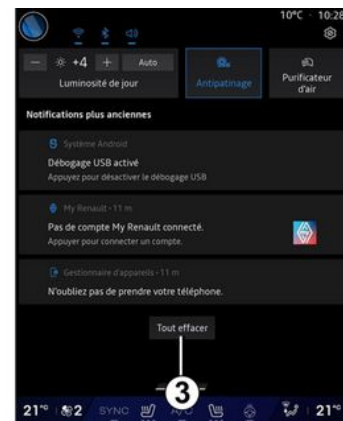 10°C 10:28
— +4 + Auto
Luminosité de jour
Antipatinage
Purificateur
d'air
Notifications plus anciennes
Système Android
Débogage USB activé
Appuyez pour désactiver le débogage USB
My Renault · 11 m
Pas de compte My Renault connecté.
Appuyer pour connecter un compte.
Gestionnaire d'appareils · 11 m
N'oubliez pas de prendre votre téléphone.
Tout effacer
3
21°° 2 SYNC A/C 21°°